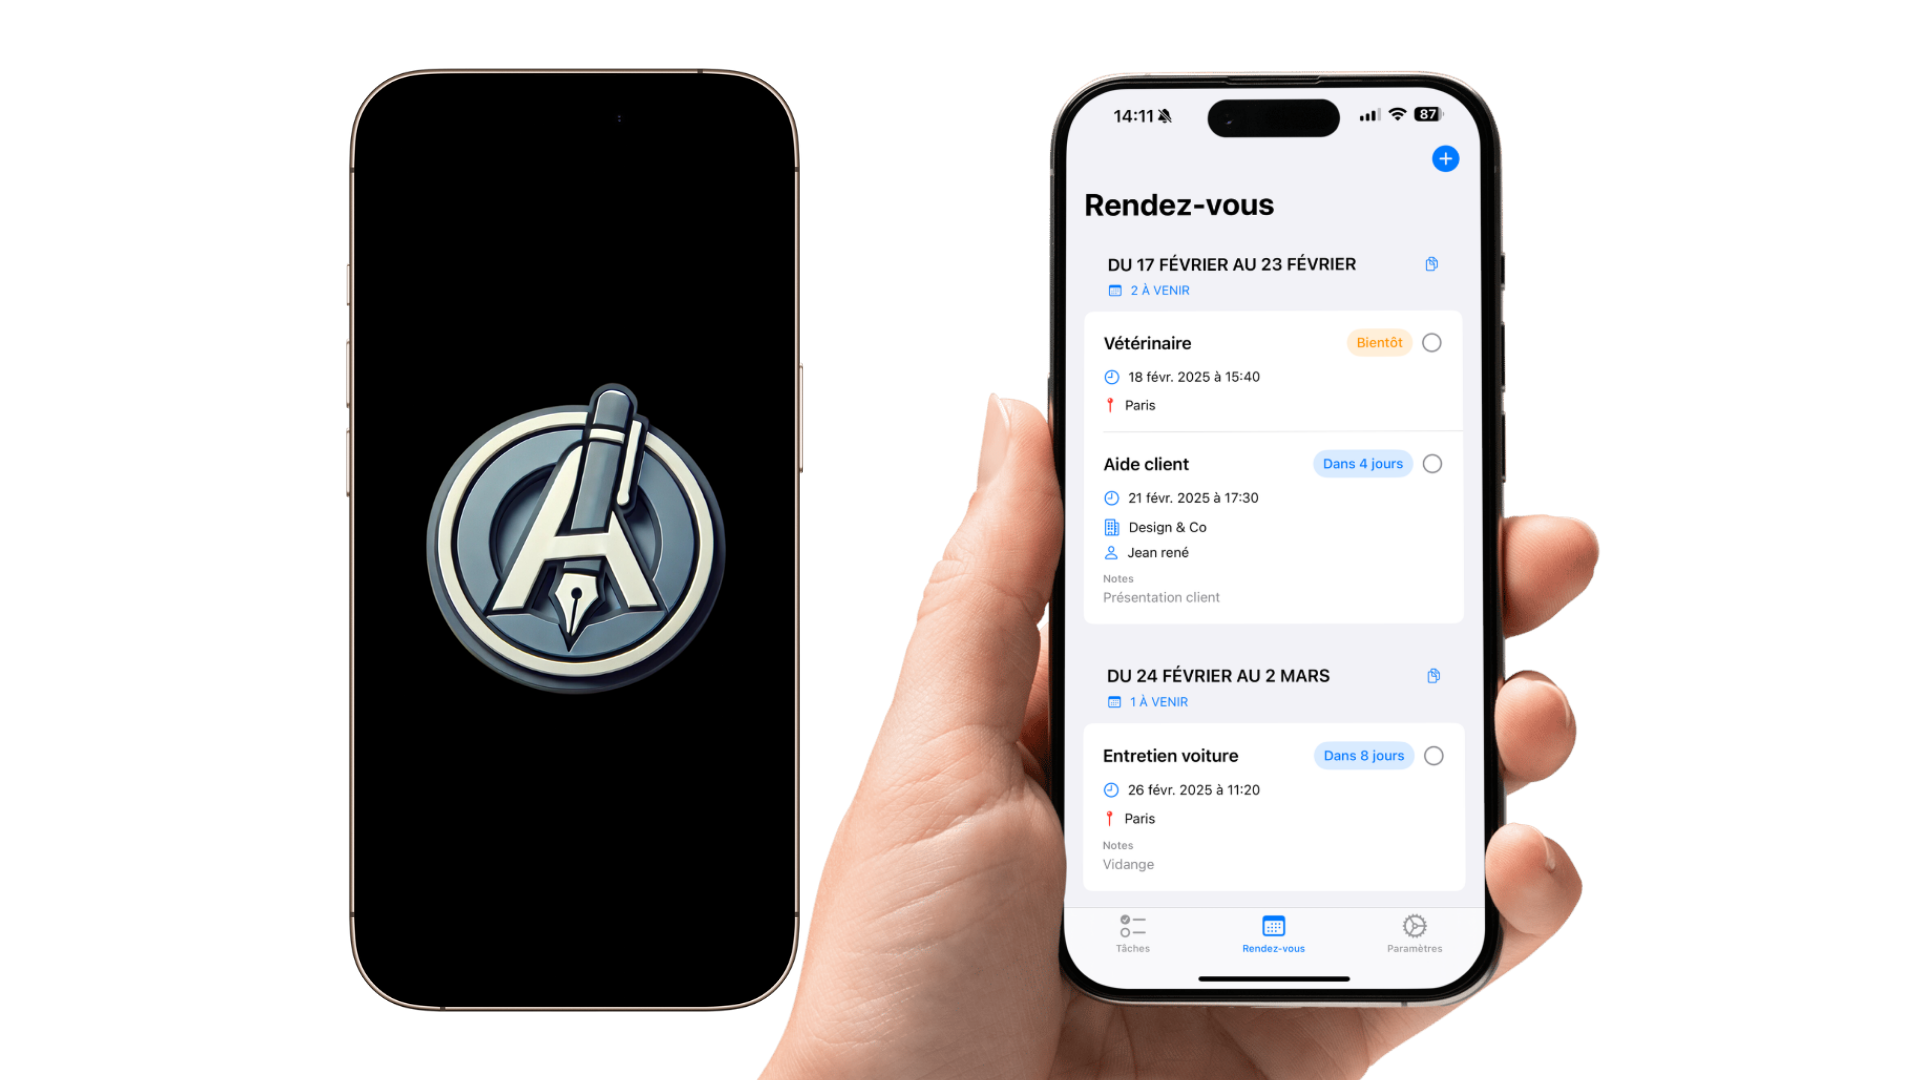 A
14:11
87
Rendez-vous
DU 17 FÉVRIER AU 23 FÉVRIER
2 À VENIR
Vétérinaire
Bientôt
18 févr. 2025 à 15:40
Paris
Aide client
Dans 4 jours
21 févr. 2025 à 17:30
Design & Co
Jean rené
Notes
Présentation client
DU 24 FÉVRIER AU 2 MARS
1 À VENIR
Entretien voiture
Dans 8 jours
26 févr. 2025 à 11:20
Paris
Notes
Vidange
Tâches
Rendez-vous
Paramètres